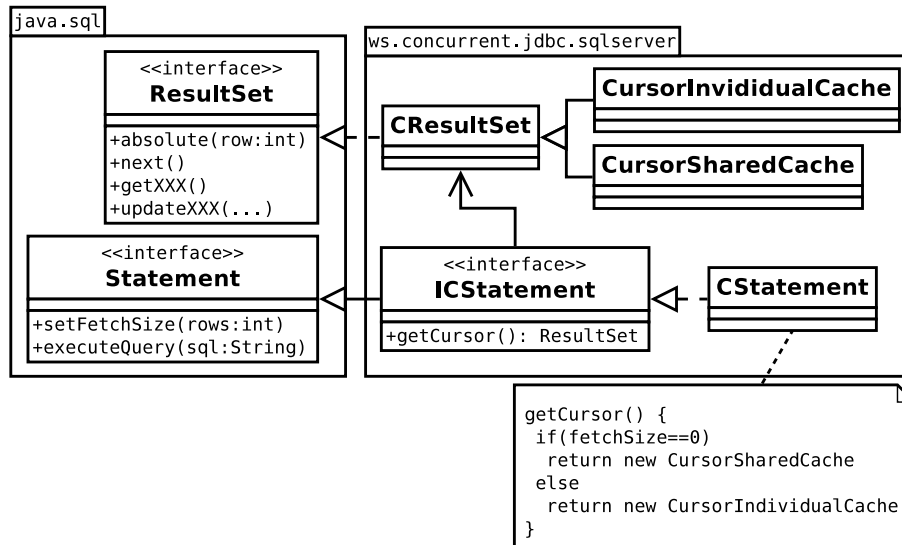 java.sql
<<interface>>
ResultSet
+absolute(row:int)
+next()
+getXXX()
+updateXXX(...)
<<interface>>
Statement
+setFetchSize(rows:int)
+executeQuery(sql:String)
ws.concurrent.jdbc.sqlserver
CResultSet
CursorInvididualCache
CursorSharedCache
<<interface>>
ICStatement
+getCursor(): ResultSet
CStatement
getCursor() {
if(fetchSize==0)
return new CursorSharedCache
else
return new CursorIndividualCache
}